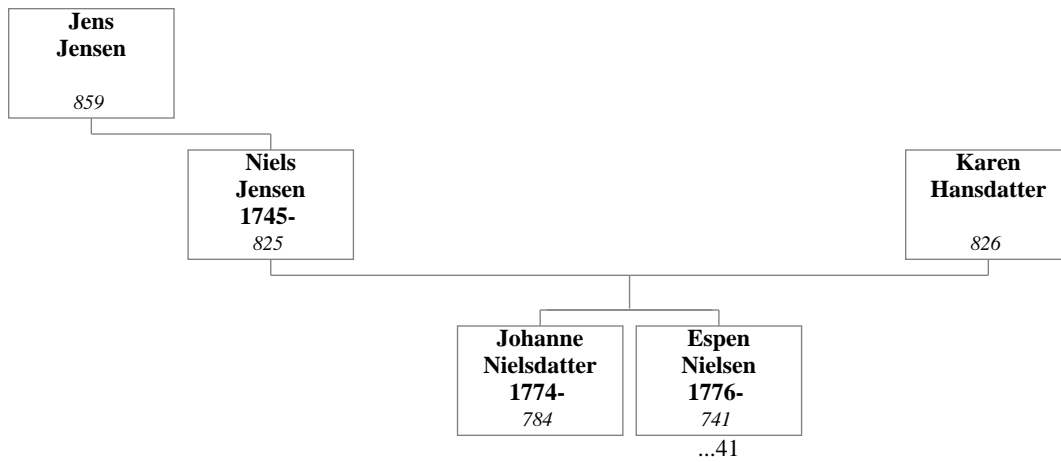 Jens
Jensen
859
Niels
Jensen
1745-
825
Karen
Hansdatter
826
Johanne
Nielsdatter
1774-
784
Espen
Nielsen
1776-
741
...41